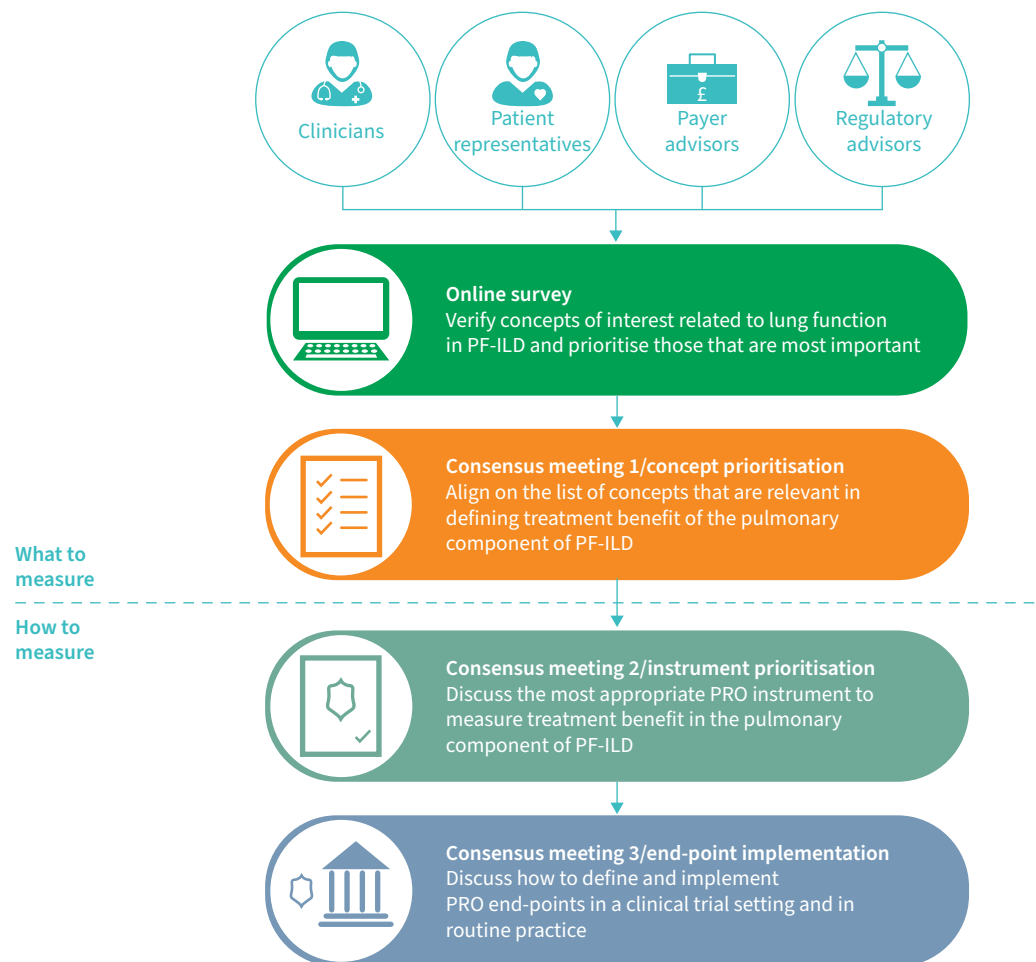 Clinicians
Patient
representatives
Payer
advisors
Regulatory
advisors
£
Online survey
Verify concepts of interest related to lung function
in PF-ILD and prioritise those that are most important
Consensus meeting 1/concept prioritisation
Align on the list of concepts that are relevant in
defining treatment benefit of the pulmonary
component of PF-ILD
What to
measure
How to
measure
Consensus meeting 2/instrument prioritisation
Discuss the most appropriate PRO instrument to
measure treatment benefit in the pulmonary
component of PF-ILD
Consensus meeting 3/end-point implementation
Discuss how to define and implement
PRO end-points in a clinical trial setting and in
routine practice